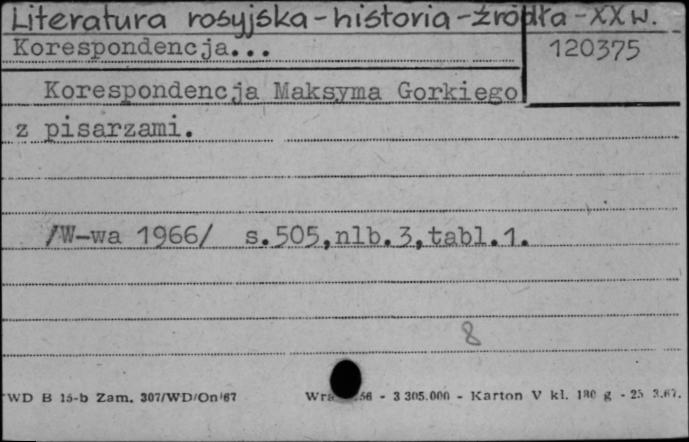 Literatura rosyjska - historia - źródła - XX w.
Korespondencja...
120375
Korespondencja Maksyma Gorkiego
z pisarzami.
/W-wa 1966/ s.505,nlb.3,tabl.1.
8
WD B 15-b Zam. 307/WD/On/67 56 - 3 305.000 - Karton V kl. 180 g - 25 3.67.